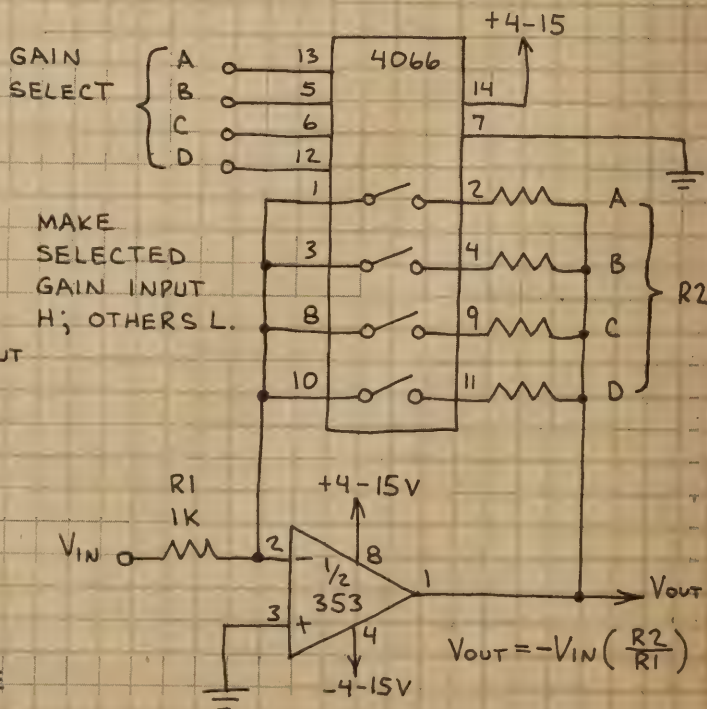 +4-15
GAIN
SELECT
A
B
C
D
13
5
6
12
4066
14
7
1
3
8
10
2
4
9
11
A
B
C
D
R2
MAKE
SELECTED
GAIN INPUT
H; OTHERS L.
UT
R1
1K
VIN
+4-15V
2
-
1/2
353
3
+
8
1
4
-4-15V
VOUT
VOUT = -VIN (R2/R1)